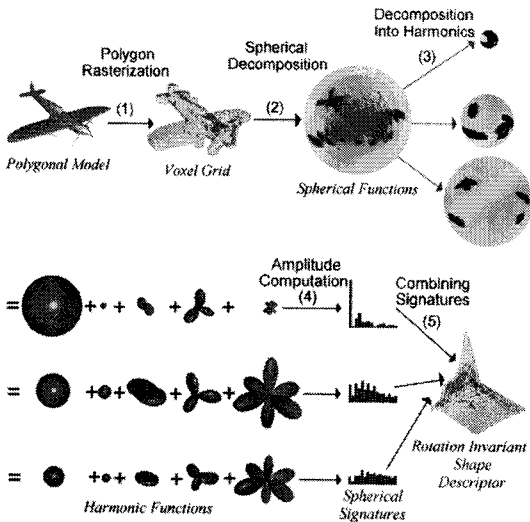 Polygon
Rasterization
(1)
Spherical
Decomposition
(2)
Decomposition
Into Harmonics
(3)
Polygonal Model
Voxel Grid
Spherical Functions
Amplitude
Computation
(4)
Combining
Signatures
(5)
= + + + +
= + + + +
= + + + +
Harmonic Functions
Spherical
Signatures
Rotation Invariant
Shape
Descriptar